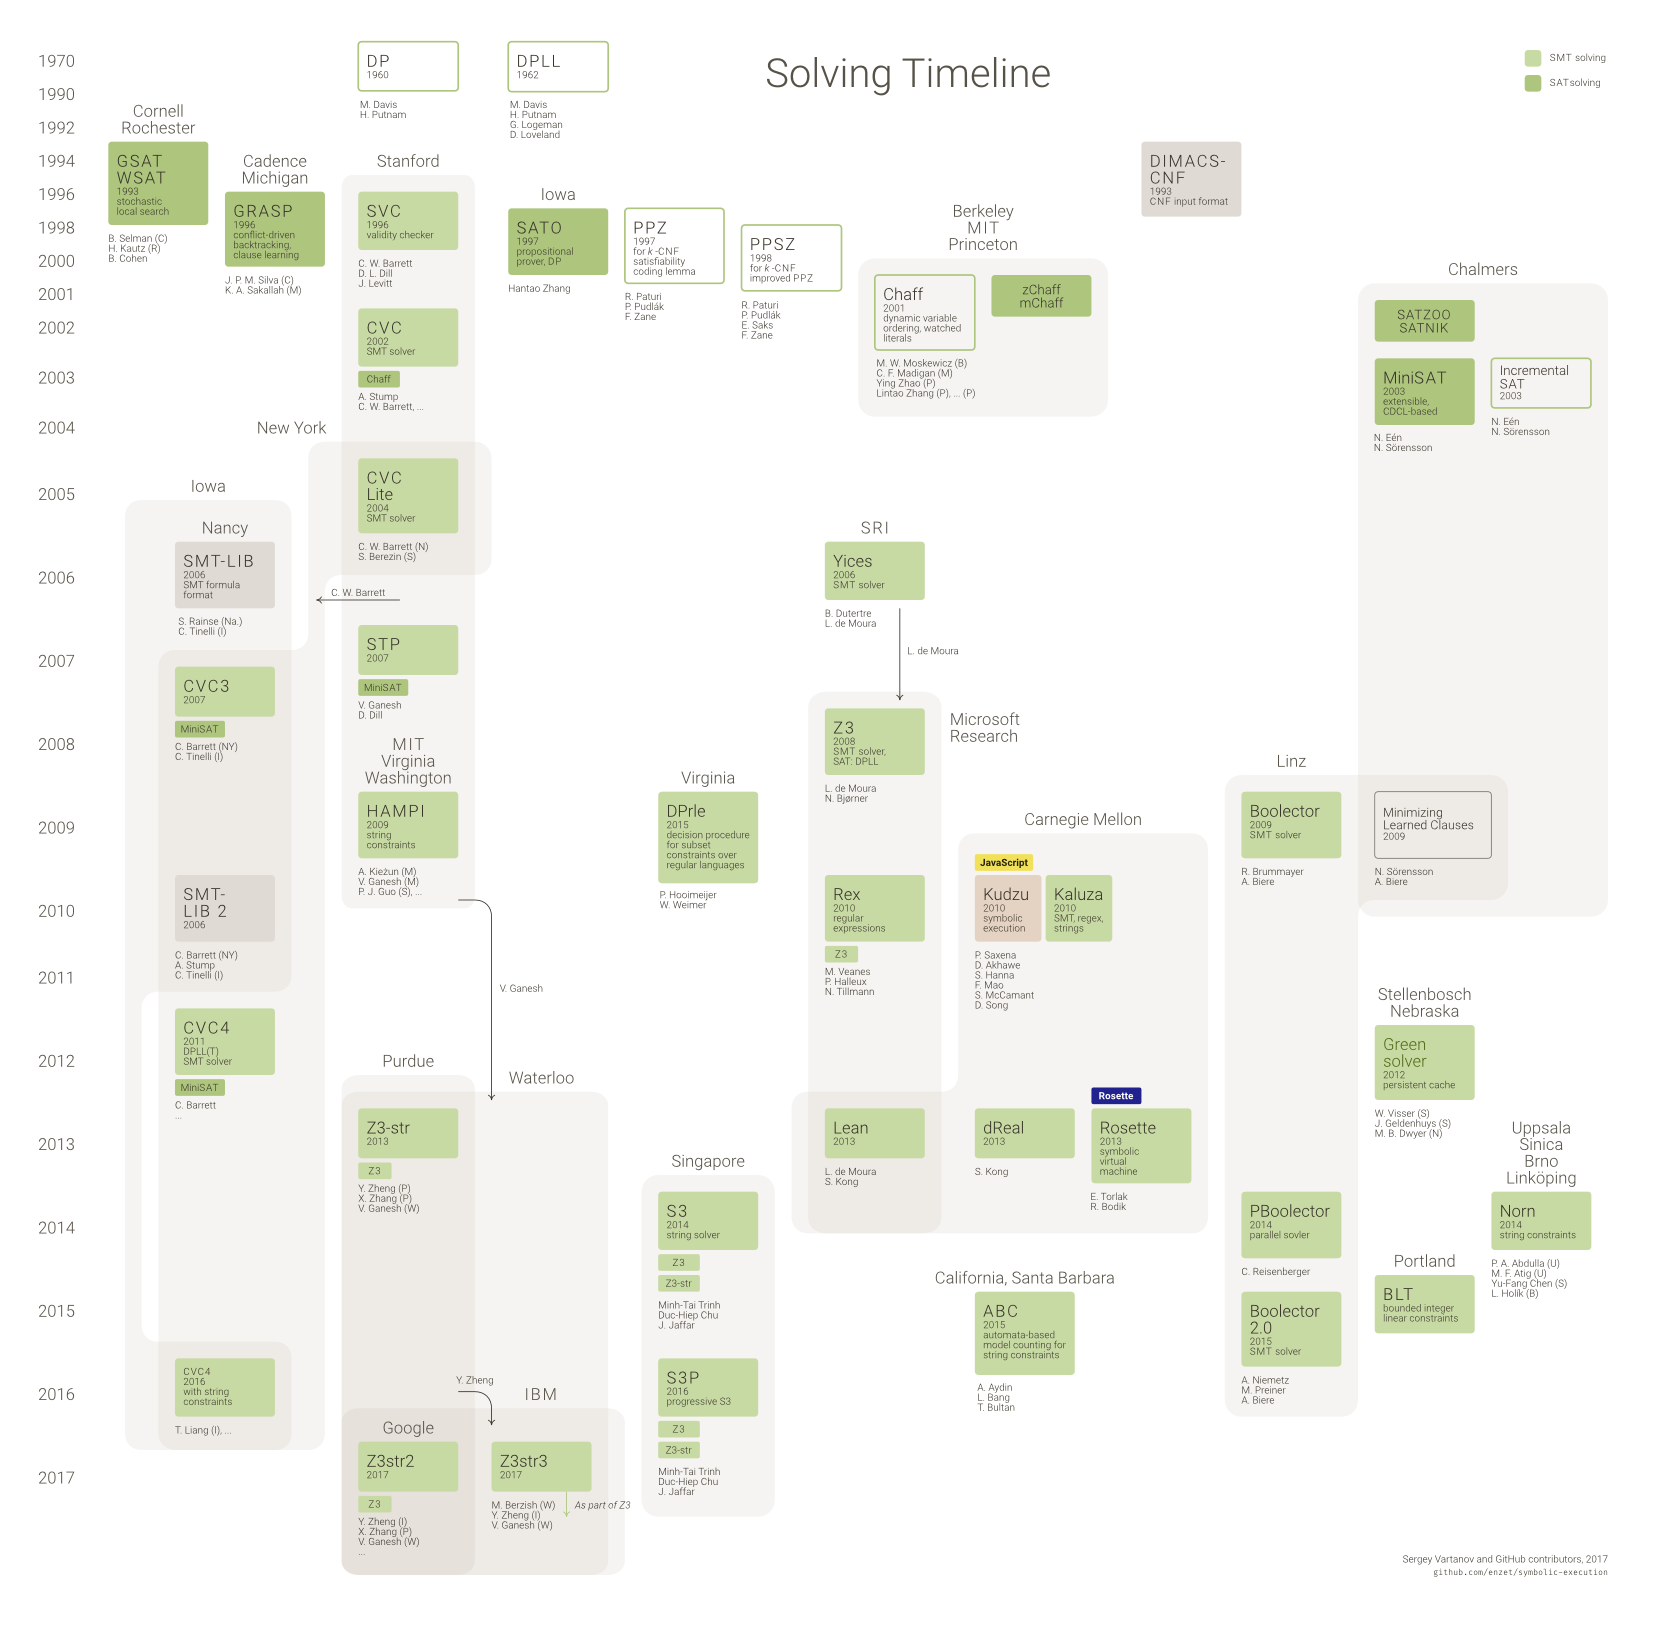 Solving Timeline
SMT solving
SAT solving
1970
1990
1992
1994
1996
1998
2000
2001
2002
2003
2004
2005
2006
2007
2008
2009
2010
2011
2012
2013
2014
2015
2016
2017
DP
1960
M. Davis
H. Putnam
DPLL
1962
M. Davis
H. Putnam
G. Logeman
D. Loveland
Cornell
Rochester
GSAT
WSAT
1993
stochastic
local search
B. Selman (C)
H. Kautz (R)
B. Cohen
Cadence
Michigan
GRASP
1996
conflict-driven
backtracking,
clause learning
J. P. M. Silva (C)
K. A. Sakallah (M)
Stanford
SVC
1996
validity checker
C. W. Barrett
D. L. Dill
J. Levitt
CVC
2002
SMT solver
Chaff
A. Stump
C. W. Barrett, ...
Iowa
SATO
1997
propositional
prover, DP
Hantao Zhang
PPZ
1997
for k -CNF
satisfiability
coding lemma
R. Paturi
P. Pudlák
F. Zane
PPSZ
1998
for k -CNF
improved PPZ
R. Paturi
P. Pudlák
E. Saks
F. Zane
Berkeley
MIT
Princeton
Chaff
2001
dynamic variable
ordering, watched
literals
M. W. Moskewicz (B)
C. F. Madigan (M)
Ying Zhao (P)
Lintao Zhang (P), ... (P)
zChaff
mChaff
DIMACS-
CNF
1993
CNF input format
Chalmers
SATZOO
SATNIK
MiniSAT
2003
extensible,
CDCL-based
N. Eén
N. Sörensson
Incremental
SAT
2003
N. Eén
N. Sörensson
New York
CVC
Lite
2004
SMT solver
C. W. Barrett (N)
S. Berezin (S)
C. W. Barrett
Iowa
Nancy
SMT-LIB
2006
SMT formula
format
S. Rainse (Na.)
C. Tinelli (I)
CVC3
2007
MiniSAT
C. Barrett (NY)
C. Tinelli (I)
SMT-
LIB 2
2006
C. Barrett (NY)
A. Stump
C. Tinelli (I)
CVC4
2011
DPLL(T)
SMT solver
MiniSAT
C. Barrett
...
CVC4
2016
with string
constraints
T. Liang (I), ...
STP
2007
MiniSAT
V. Ganesh
D. Dill
MIT
Virginia
Washington
HAMPI
2009
string
constraints
A. Kieżun (M)
V. Ganesh (M)
P. J. Guo (S), ...
V. Ganesh
Virginia
DPrle
2015
decision procedure
for subset
constraints over
regular languages
P. Hooimeijer
W. Weimer
SRI
Yices
2006
SMT solver
B. Dutertre
L. de Moura
L. de Moura
Microsoft
Research
Z3
2008
SMT solver,
SAT: DPLL
L. de Moura
N. Bjørner
Rex
2010
regular
expressions
Z3
M. Veanes
P. Halleux
N. Tillmann
Carnegie Mellon
JavaScript
Kudzu
2010
symbolic
execution
Kaluza
2010
SMT, regex,
strings
P. Saxena
D. Akhawe
S. Hanna
F. Mao
S. McCamant
D. Song
Lean
2013
L. de Moura
S. Kong
dReal
2013
S. Kong
Rosette
Rosette
2013
symbolic
virtual
machine
E. Torlak
R. Bodik
Linz
Boolector
2009
SMT solver
R. Brummayer
A. Biere
Minimizing
Learned Clauses
2009
N. Sörensson
A. Biere
Stellenbosch
Nebraska
Green
solver
2012
persistent cache
W. Visser (S)
J. Geldenhuys (S)
M. B. Dwyer (N)
Uppsala
Sinica
Brno
Linköping
Norn
2014
string constraints
P. A. Abdulla (U)
M. F. Atig (U)
Yu-Fang Chen (S)
L. Holík (B)
PBoolector
2014
parallel sovler
C. Reisenberger
Boolector
2.0
2015
SMT solver
A. Niemetz
M. Preiner
A. Biere
Portland
BLT
bounded integer
linear constraints
Purdue
Waterloo
Z3-str
2013
Z3
Y. Zheng (P)
X. Zhang (P)
V. Ganesh (W)
Singapore
S3
2014
string solver
Z3
Z3-str
Minh-Tai Trinh
Duc-Hiep Chu
J. Jaffar
S3P
2016
progressive S3
Z3
Z3-str
Minh-Tai Trinh
Duc-Hiep Chu
J. Jaffar
California, Santa Barbara
ABC
2015
automata-based
model counting for
string constraints
A. Aydin
L. Bang
T. Bultan
Y. Zheng
IBM
Google
Z3str2
2017
Z3
Y. Zheng (I)
X. Zhang (P)
V. Ganesh (W)
...
Z3str3
2017
M. Berzish (W)
Y. Zheng (I)
V. Ganesh (W)
As part of Z3
Sergey Vartanov and GitHub contributors, 2017
github.com/enzet/symbolic-execution